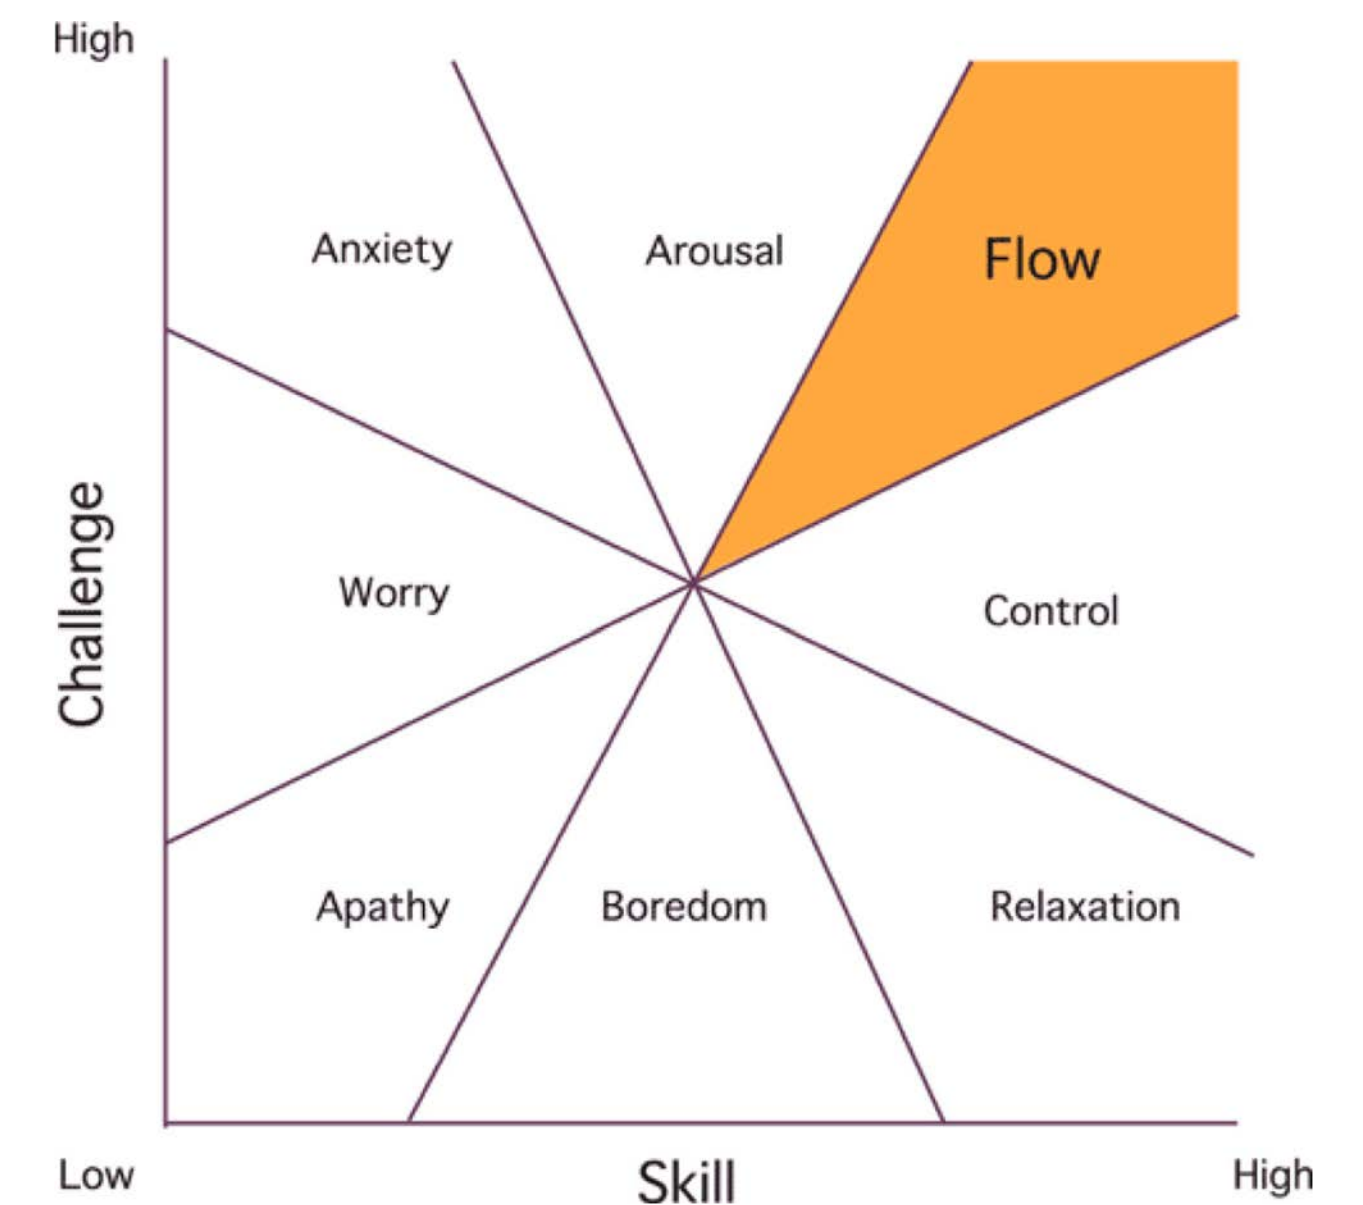 High
Anxiety
Arousal
Flow
Challenge
Worry
Control
Apathy
Boredom
Relaxation
Low
Skill
High